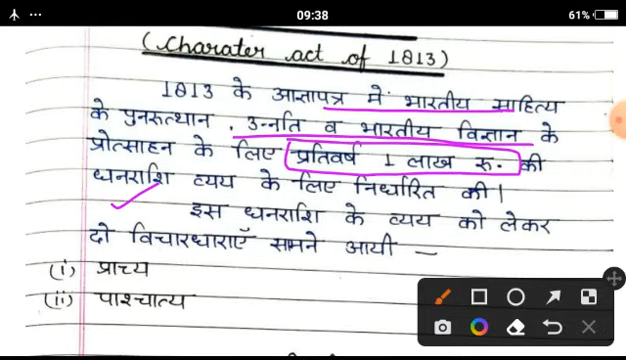 09:38
61%
(Charater act of 1813)
1813 के आज्ञापत्र में भारतीय साहित्य
के पुनरुत्थान , उन्नति व भारतीय विज्ञान के
प्रोत्साहन के लिए प्रतिवर्ष 1 लाख रु. की
धनराशि व्यय के लिए निर्धारित की।
इस धनराशि के व्यय को लेकर
दो विचारधाराएँ सामने आयी —
(i) प्राच्य
(ii) पाश्चात्य